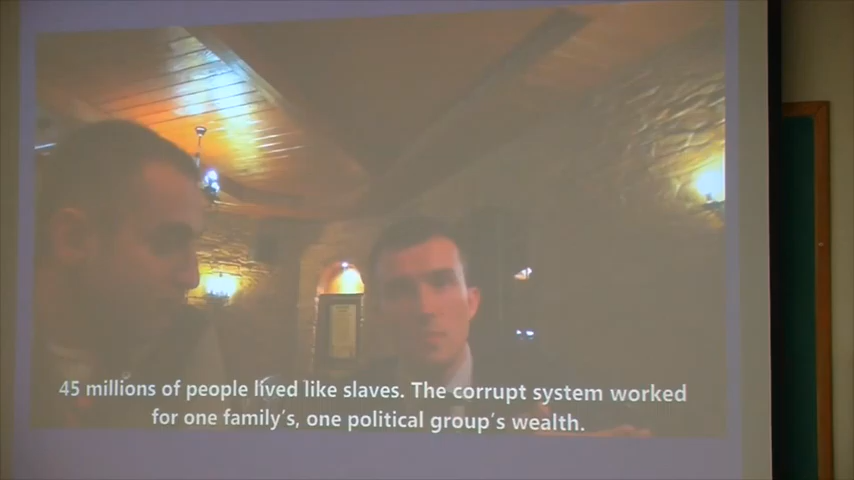 45 millions of people lived like slaves. The corrupt system worked
for one family's, one political group's wealth.